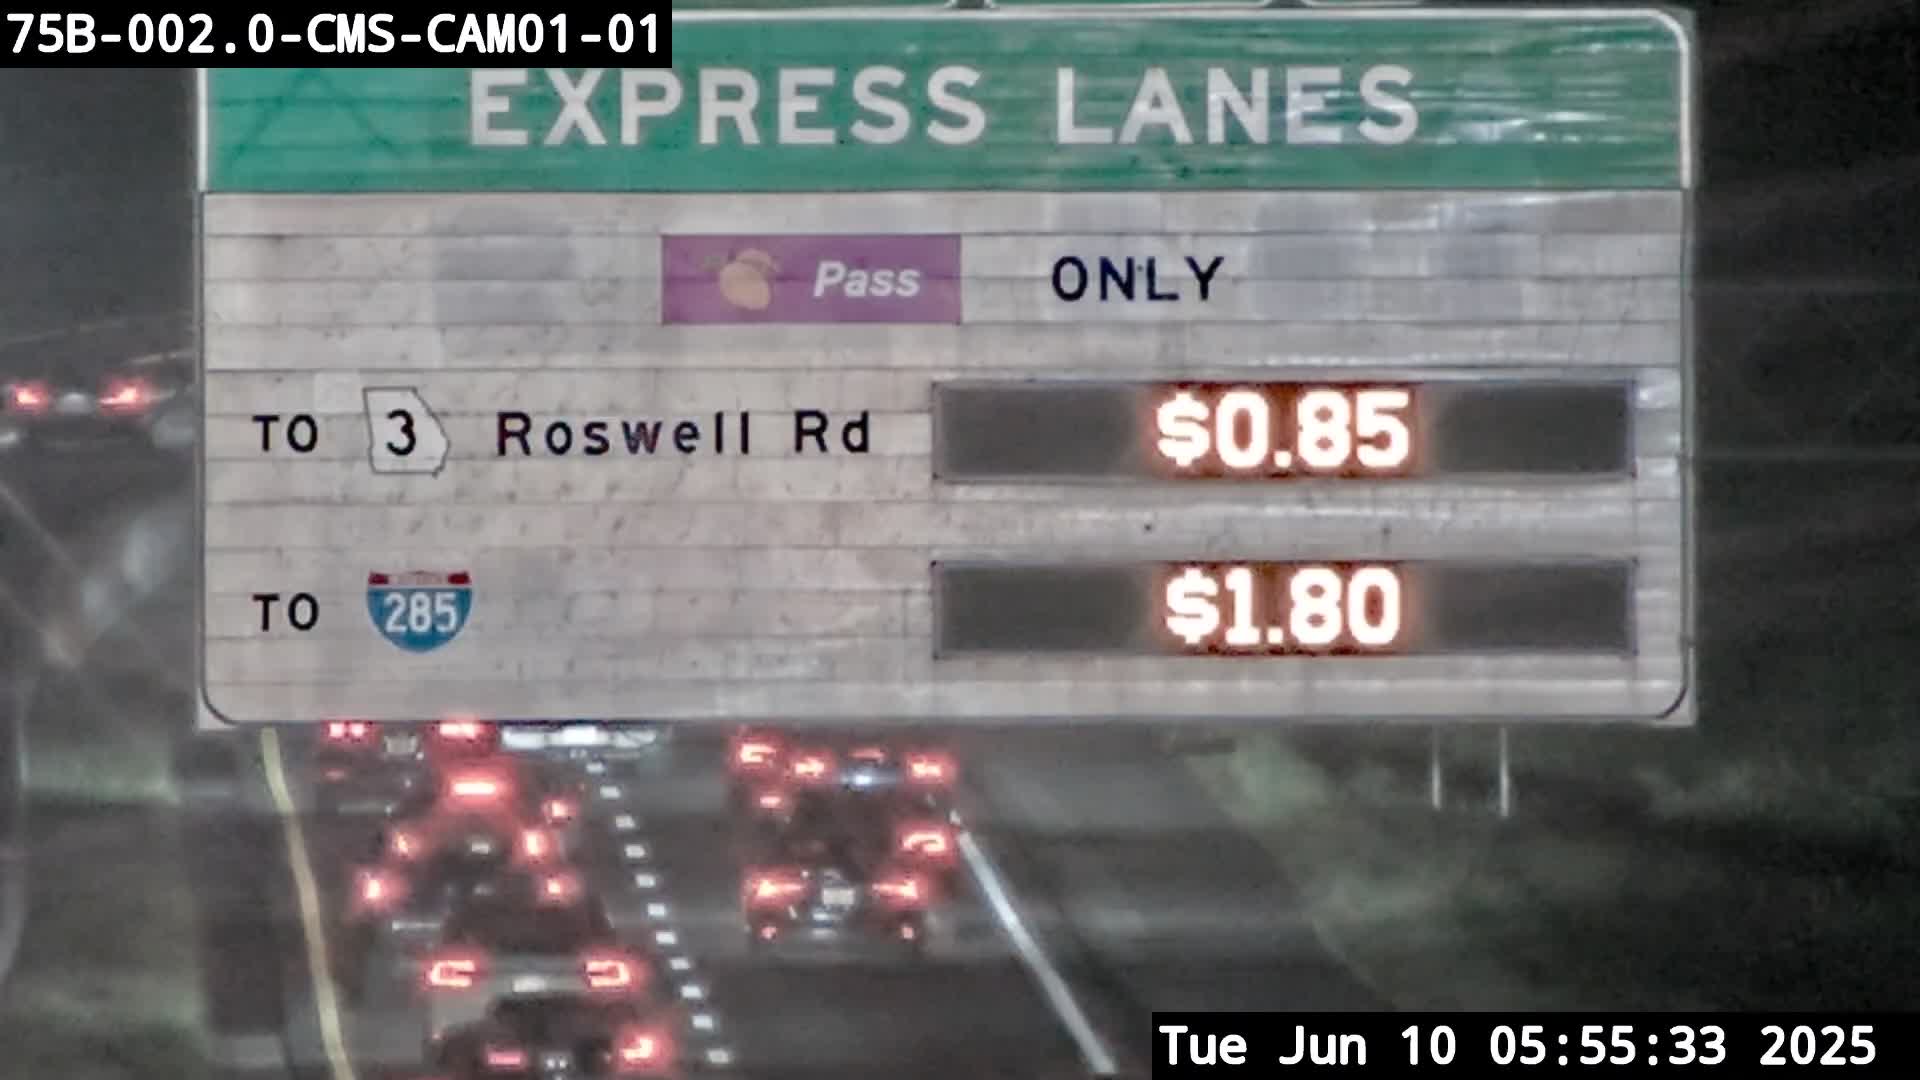 75B-002.0-CMS-CAM01-01
EXPRESS LANES
Pass ONLY
TO 3 Roswell Rd $0.85
TO 285 $1.80
Tue Jun 10 05:55:33 2025